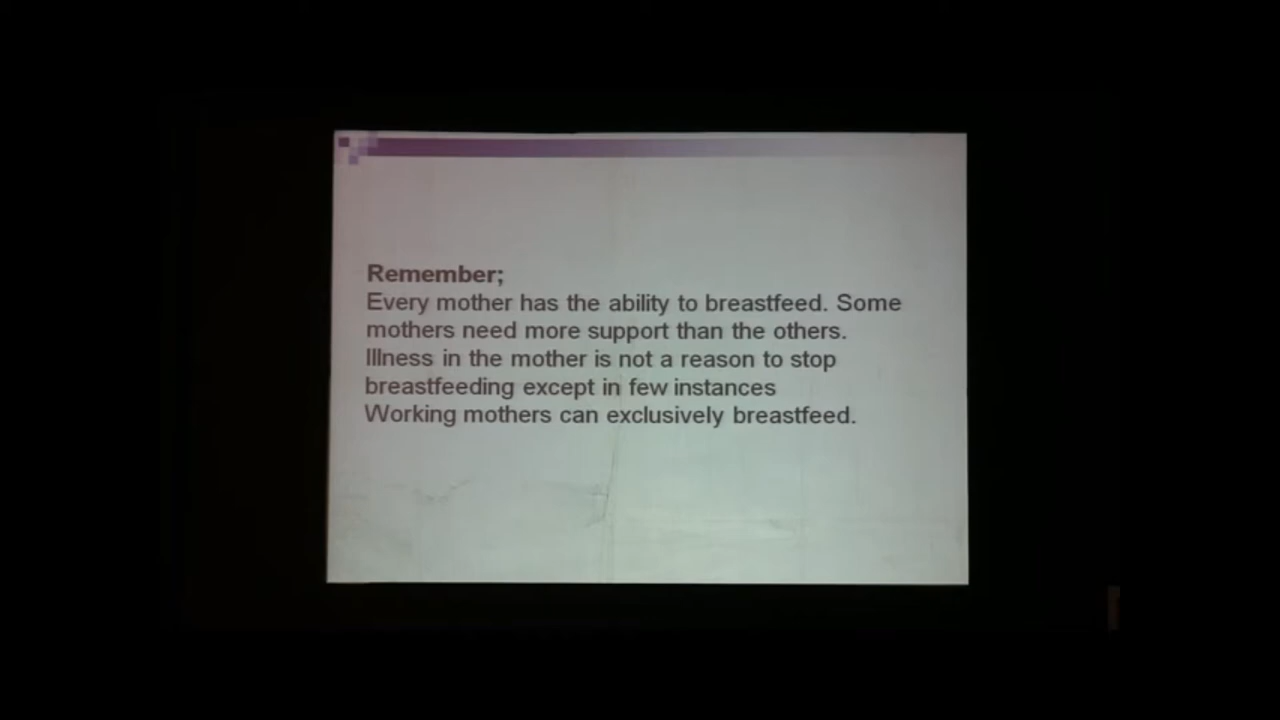 Remember;
Every mother has the ability to breastfeed. Some
mothers need more support than the others.
Illness in the mother is not a reason to stop
breastfeeding except in few instances
Working mothers can exclusively breastfeed.